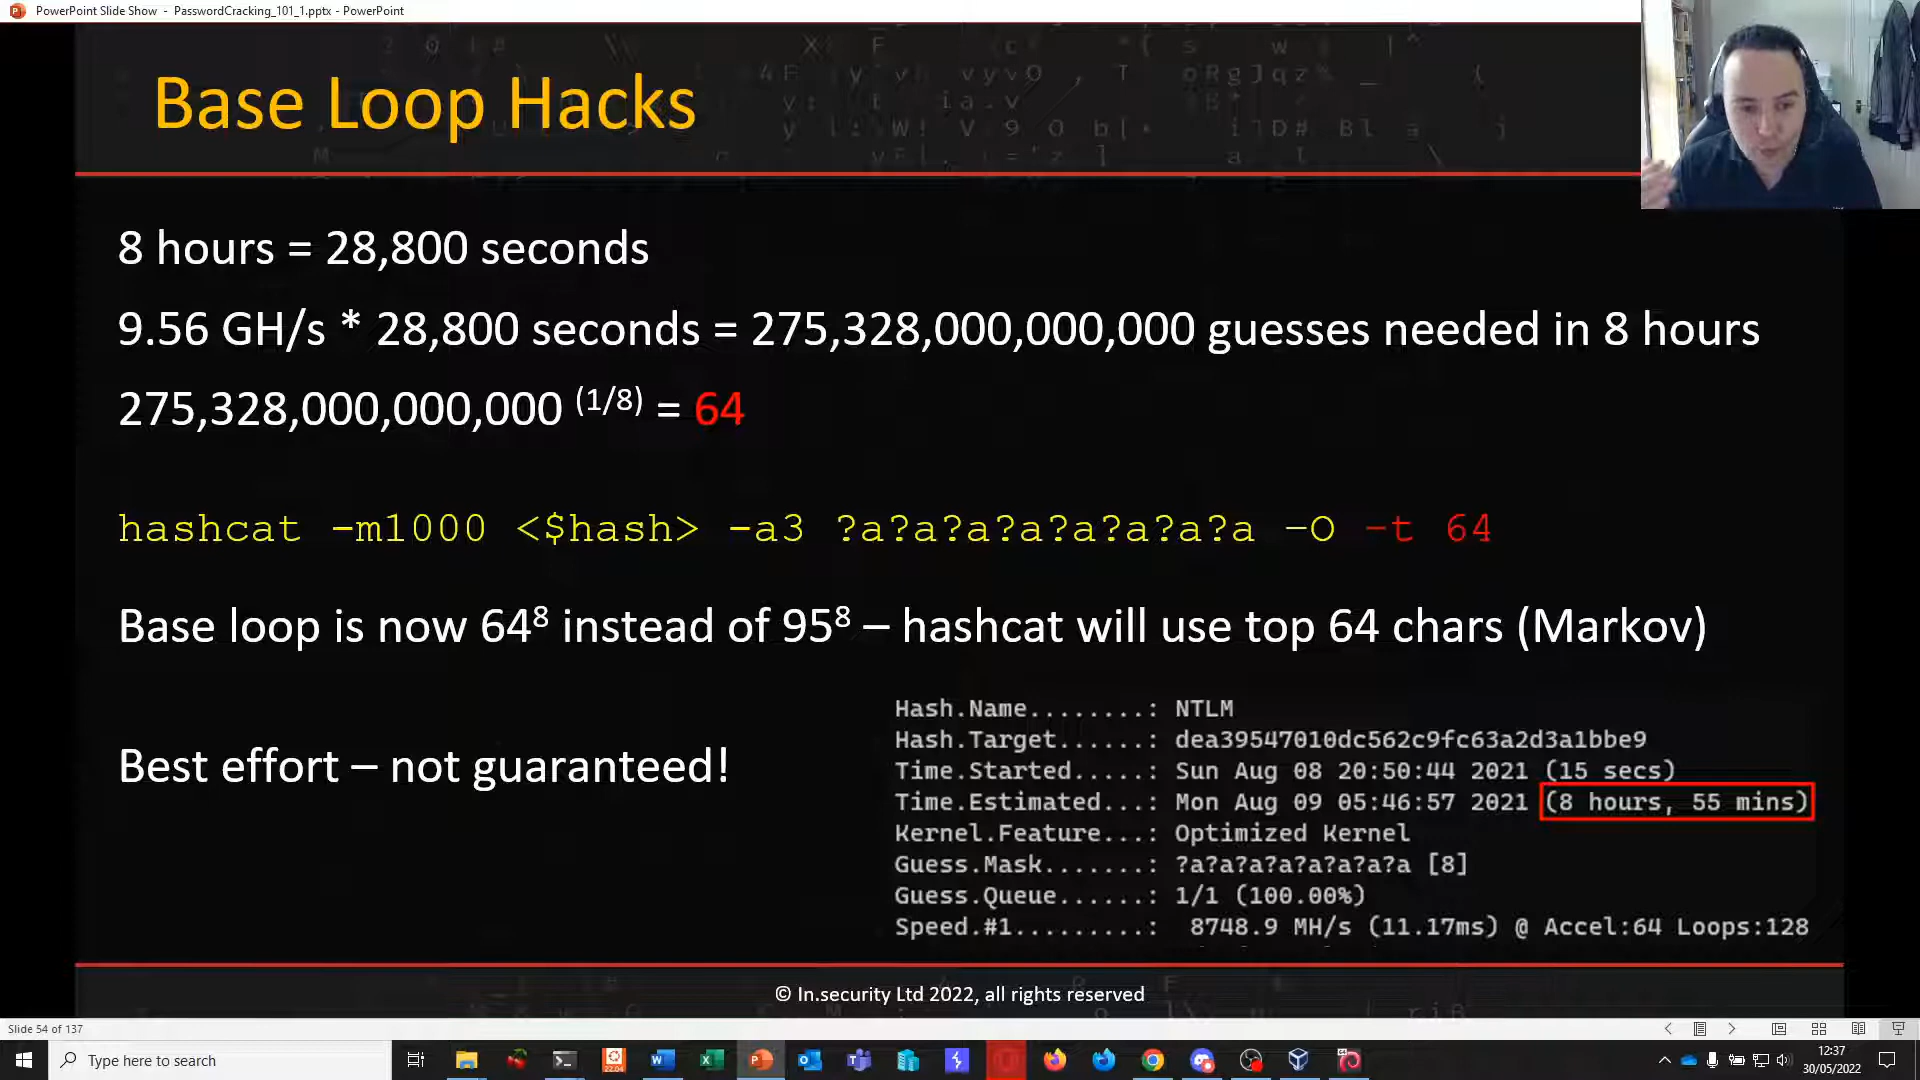 PowerPoint Slide Show - PasswordCracking_101_1.pptx - PowerPoint
Base Loop Hacks
8 hours = 28,800 seconds
9.56 GH/s * 28,800 seconds = 275,328,000,000,000 guesses needed in 8 hours
275,328,000,000,000 (1/8) = 64
hashcat -m1000 <$hash> -a3 ?a?a?a?a?a?a?a?a –O –t 64
Base loop is now 64⁸ instead of 95⁸ – hashcat will use top 64 chars (Markov)
Best effort – not guaranteed!
Hash.Name........: NTLM
Hash.Target......: dea39547010dc562c9fc63a2d3a1bbe9
Time.Started.....: Sun Aug 08 20:50:44 2021 (15 secs)
Time.Estimated...: Mon Aug 09 05:46:57 2021 (8 hours, 55 mins)
Kernel.Feature...: Optimized Kernel
Guess.Mask.......: ?a?a?a?a?a?a?a?a [8]
Guess.Queue......: 1/1 (100.00%)
Speed.#1.........: 8748.9 MH/s (11.17ms) @ Accel:64 Loops:128
© In.security Ltd 2022, all rights reserved
Slide 54 of 137
Type here to search
22.04
12:37
30/05/2022